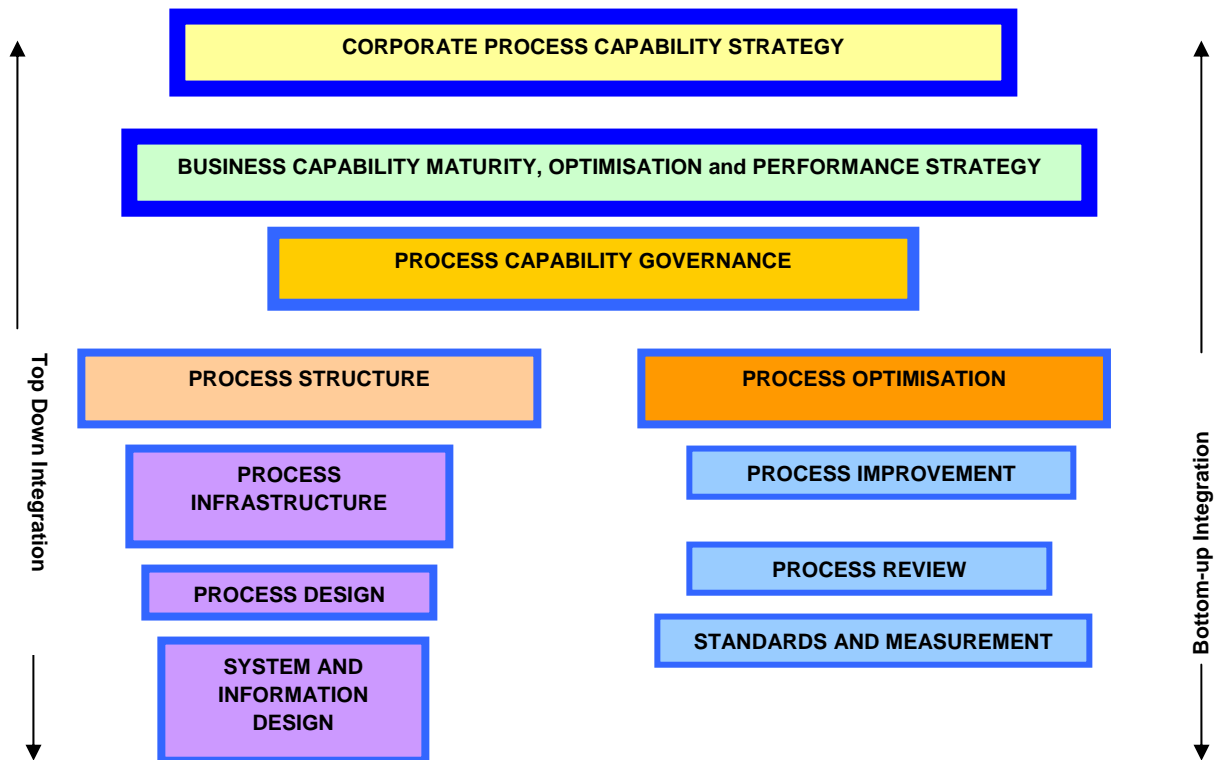 CORPORATE PROCESS CAPABILITY STRATEGY
BUSINESS CAPABILITY MATURITY, OPTIMISATION and PERFORMANCE STRATEGY
PROCESS CAPABILITY GOVERNANCE
Top Down Integration
PROCESS STRUCTURE
PROCESS
INFRASTRUCTURE
PROCESS DESIGN
SYSTEM AND
INFORMATION
DESIGN
PROCESS OPTIMISATION
PROCESS IMPROVEMENT
PROCESS REVIEW
STANDARDS AND MEASUREMENT
Bottom-up Integration